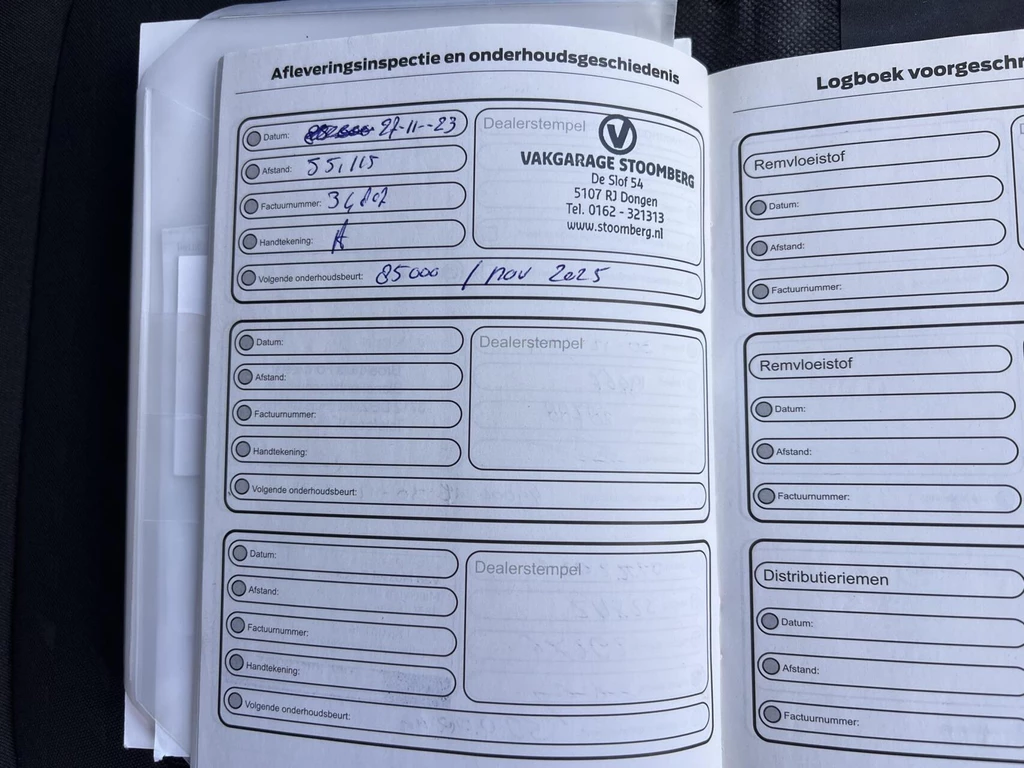 Afleveringsinspectie en onderhoudsgeschiedenis
Datum: 27-11--23
Afstand: 55,115
Factuurnummer:
Handtekening:
Volgende onderhoudsbeurt: 85000 / nov 2025
Dealerstempel
V
VAKGARAGE STOOMBERG
De Slof 54
5107 RJ Dongen
Tel. 0162 - 321313
www.stoomberg.nl
Datum:
Afstand:
Factuurnummer:
Handtekening:
Volgende onderhoudsbeurt:
Dealerstempel
Datum:
Afstand:
Factuurnummer:
Handtekening:
Volgende onderhoudsbeurt:
Dealerstempel
Logboek voorgeschr
Remvloeistof
Datum:
Afstand:
Factuurnummer:
Remvloeistof
Datum:
Afstand:
Factuurnummer:
Distributieriemen
Datum:
Afstand:
Factuurnummer: